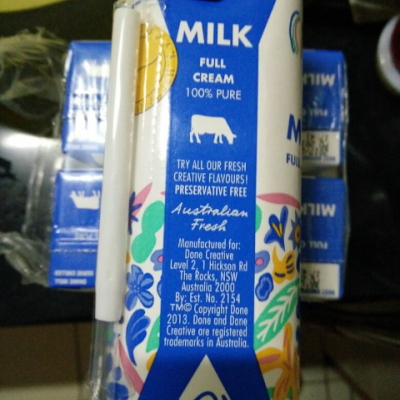 MILK
FULL
CREAM
100% PURE
TRY ALL OUR FRESH
CREATIVE FLAVOURS!
PRESERVATIVE FREE
Australian
Fresh
Manufactured for:
Done Creative
Level 2, 1 Hickson Rd
The Rocks, NSW
Australia 2000
By: Est. No. 2154
TM© Copyright Done
2013. Done and Done
Creative are registered
trademarks in Australia.